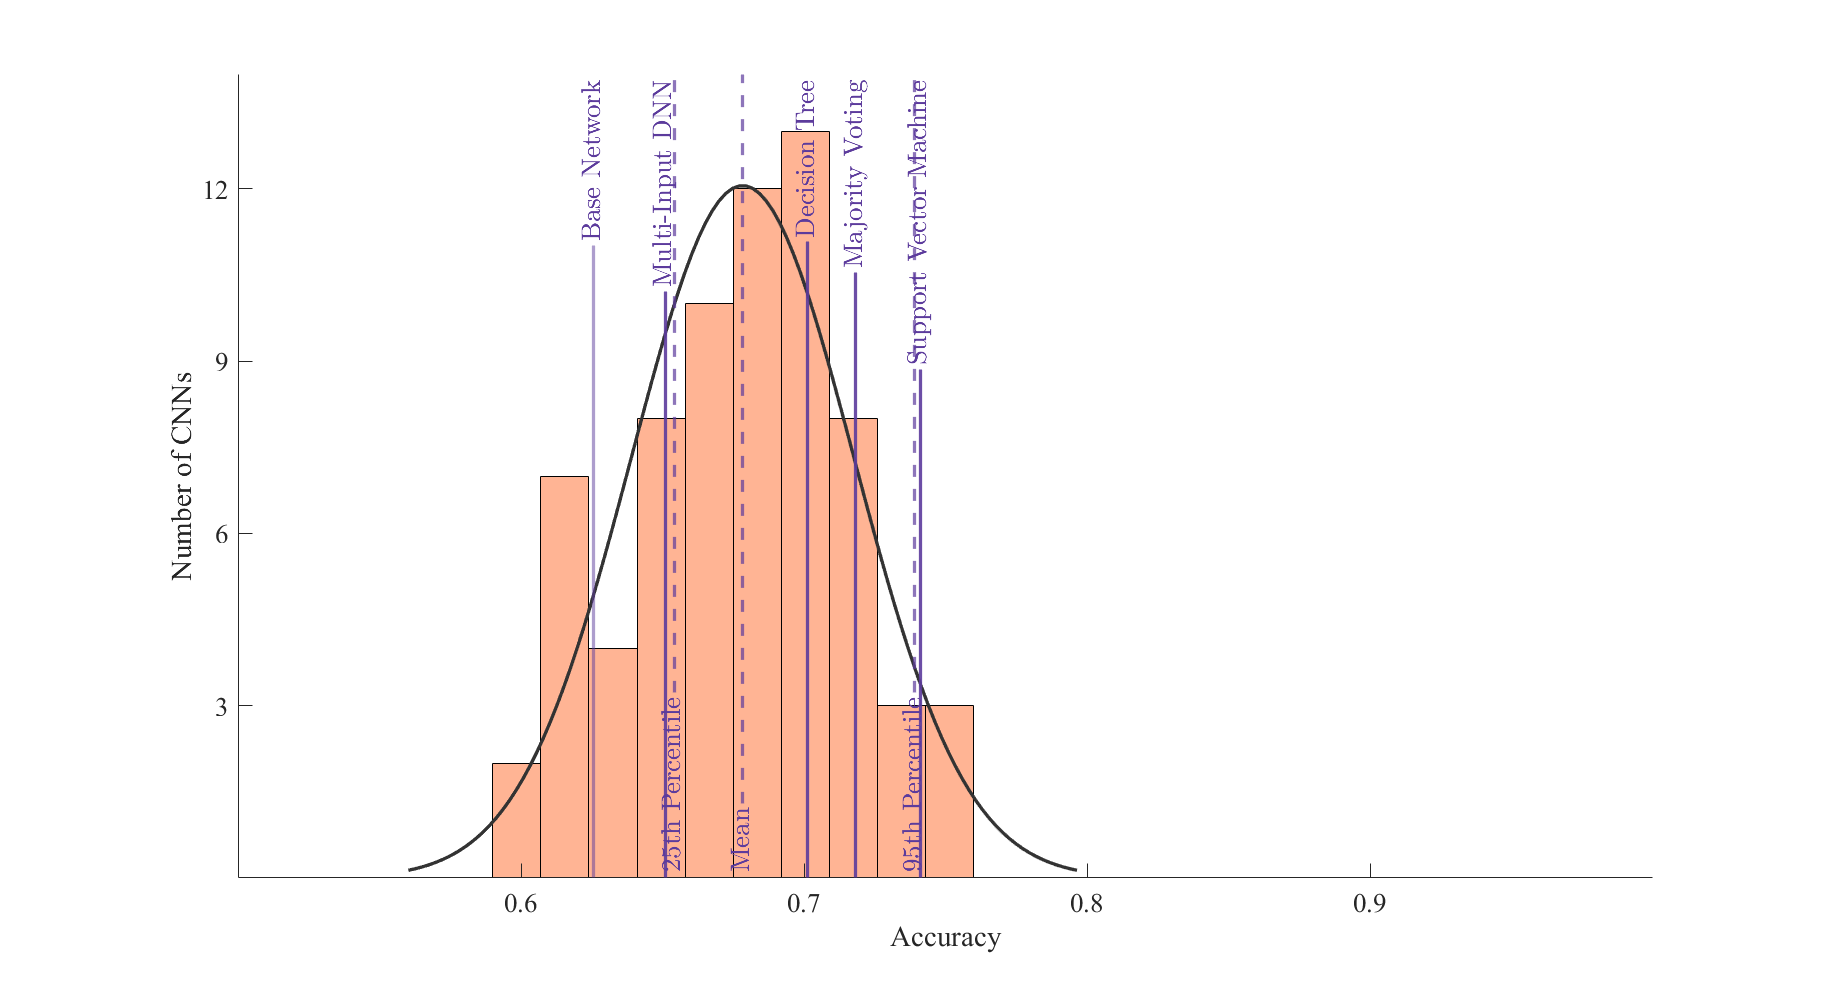 Base Network
Multi-Input DNN
Decision Tree
Majority Voting
Support Vector Machine
25th Percentile
Mean
95th Percentile
12
9
6
3
Number of CNNs
0.6
0.7
0.8
0.9
Accuracy